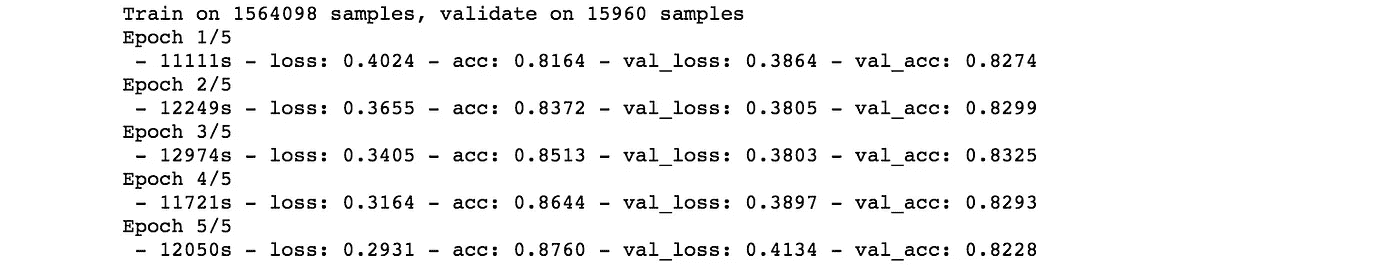 Train on 1564098 samples, validate on 15960 samples
Epoch 1/5
 - 11111s - loss: 0.4024 - acc: 0.8164 - val_loss: 0.3864 - val_acc: 0.8274
Epoch 2/5
 - 12249s - loss: 0.3655 - acc: 0.8372 - val_loss: 0.3805 - val_acc: 0.8299
Epoch 3/5
 - 12974s - loss: 0.3405 - acc: 0.8513 - val_loss: 0.3803 - val_acc: 0.8325
Epoch 4/5
 - 11721s - loss: 0.3164 - acc: 0.8644 - val_loss: 0.3897 - val_acc: 0.8293
Epoch 5/5
 - 12050s - loss: 0.2931 - acc: 0.8760 - val_loss: 0.4134 - val_acc: 0.8228